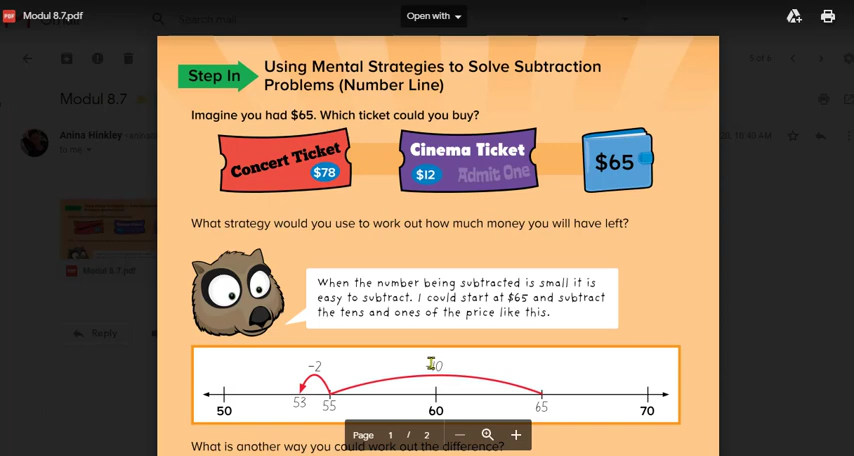 Modul 8.7.pdf
Search mail
Open with
5 of 6
Modul 8.7
Anina Hinkley
to me
Modul 8.7.pdf
Reply
Step In
Using Mental Strategies to Solve Subtraction
Problems (Number Line)
Imagine you had $65. Which ticket could you buy?
Concert Ticket
$78
Cinema Ticket
$12
Admit One
$65
What strategy would you use to work out how much money you will have left?
When the number being subtracted is small it is
easy to subtract. I could start at $65 and subtract
the tens and ones of the price like this.
-2
50
53
55
60
65
70
What is another way you could work out the difference?
Page 1 / 2